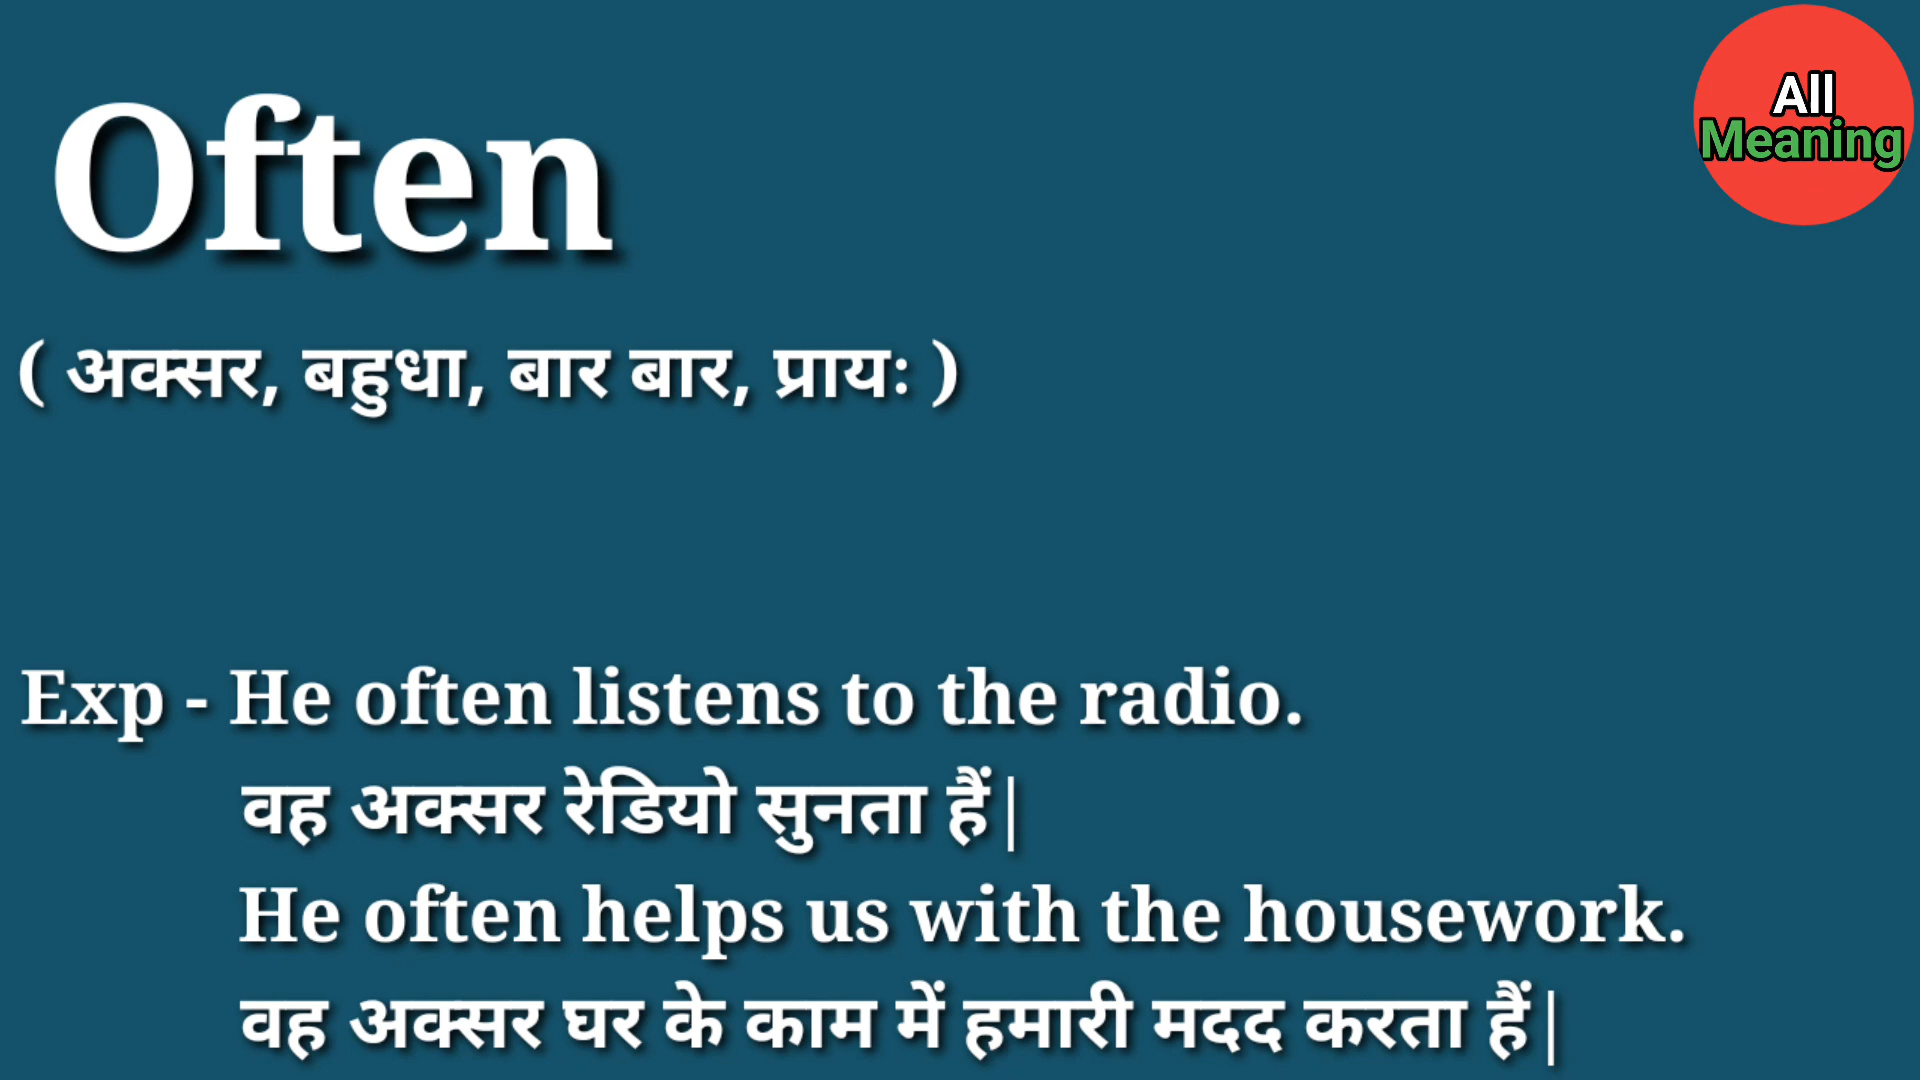 All
Meaning
Often
( अक्सर, बहुधा, बार बार, प्रायः )
Exp - He often listens to the radio.
वह अक्सर रेडियो सुनता हैं|
He often helps us with the housework.
वह अक्सर घर के काम में हमारी मदद करता हैं|